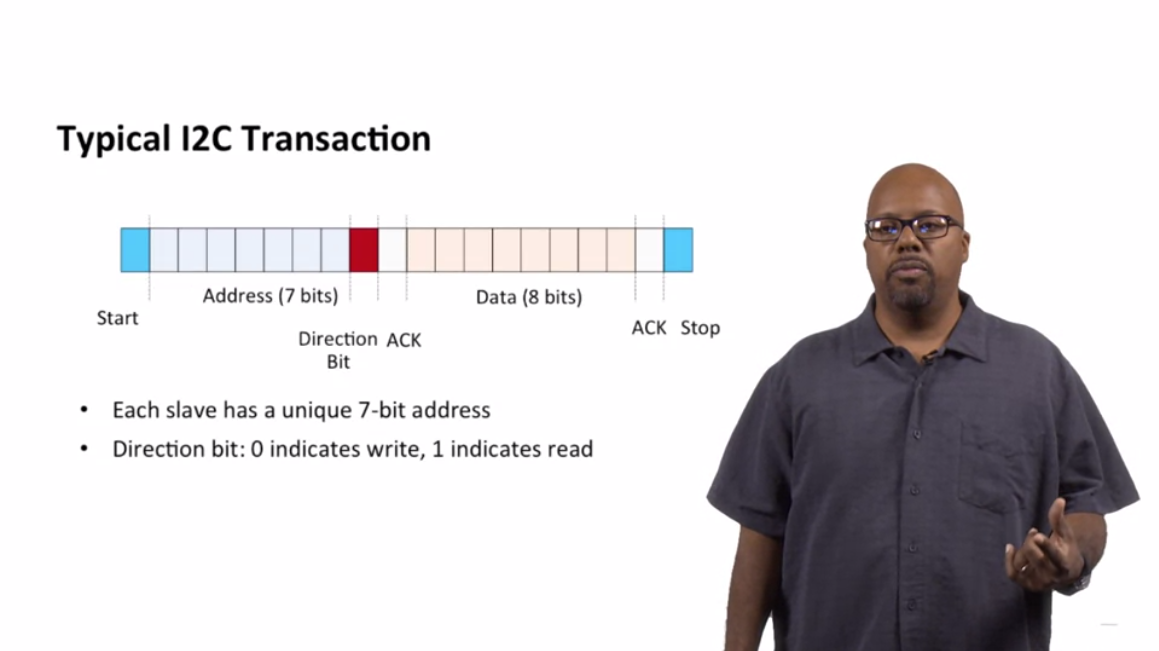 Typical I2C Transaction
Address (7 bits)
Data (8 bits)
Start
Direction
Bit
ACK
ACK
Stop
• Each slave has a unique 7-bit address
• Direction bit: 0 indicates write, 1 indicates read